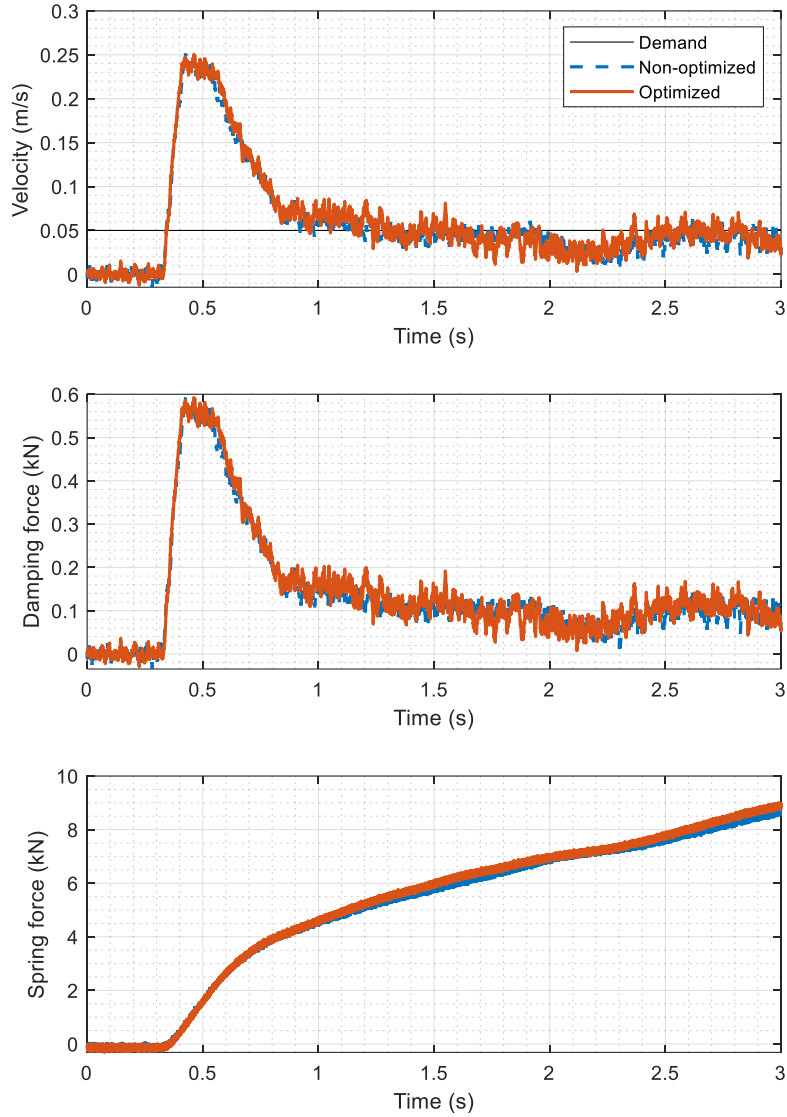 0.3
0.25
0.2
0.15
0.1
0.05
0
Velocity (m/s)
Demand
Non-optimized
Optimized
0 0.5 1 1.5 2 2.5 3
Time (s)
0.6
0.5
0.4
0.3
0.2
0.1
0
Damping force (kN)
0 0.5 1 1.5 2 2.5 3
Time (s)
10
8
6
4
2
0
Spring force (kN)
0 0.5 1 1.5 2 2.5 3
Time (s)